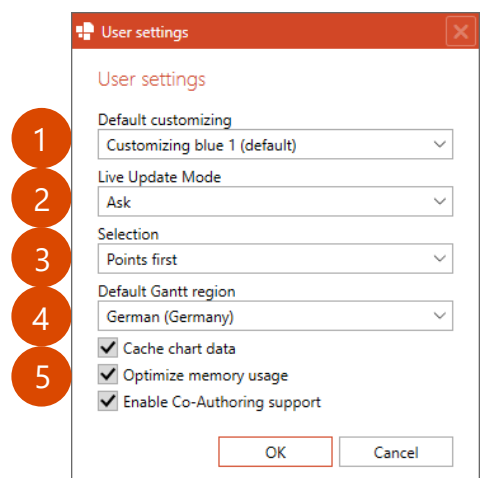 User settings
User settings
Default customizing
1
Customizing blue 1 (default)
Live Update Mode
2
Ask
Selection
3
Points first
Default Gantt region
4
German (Germany)
Cache chart data
5
Optimize memory usage
Enable Co-Authoring support
OK
Cancel